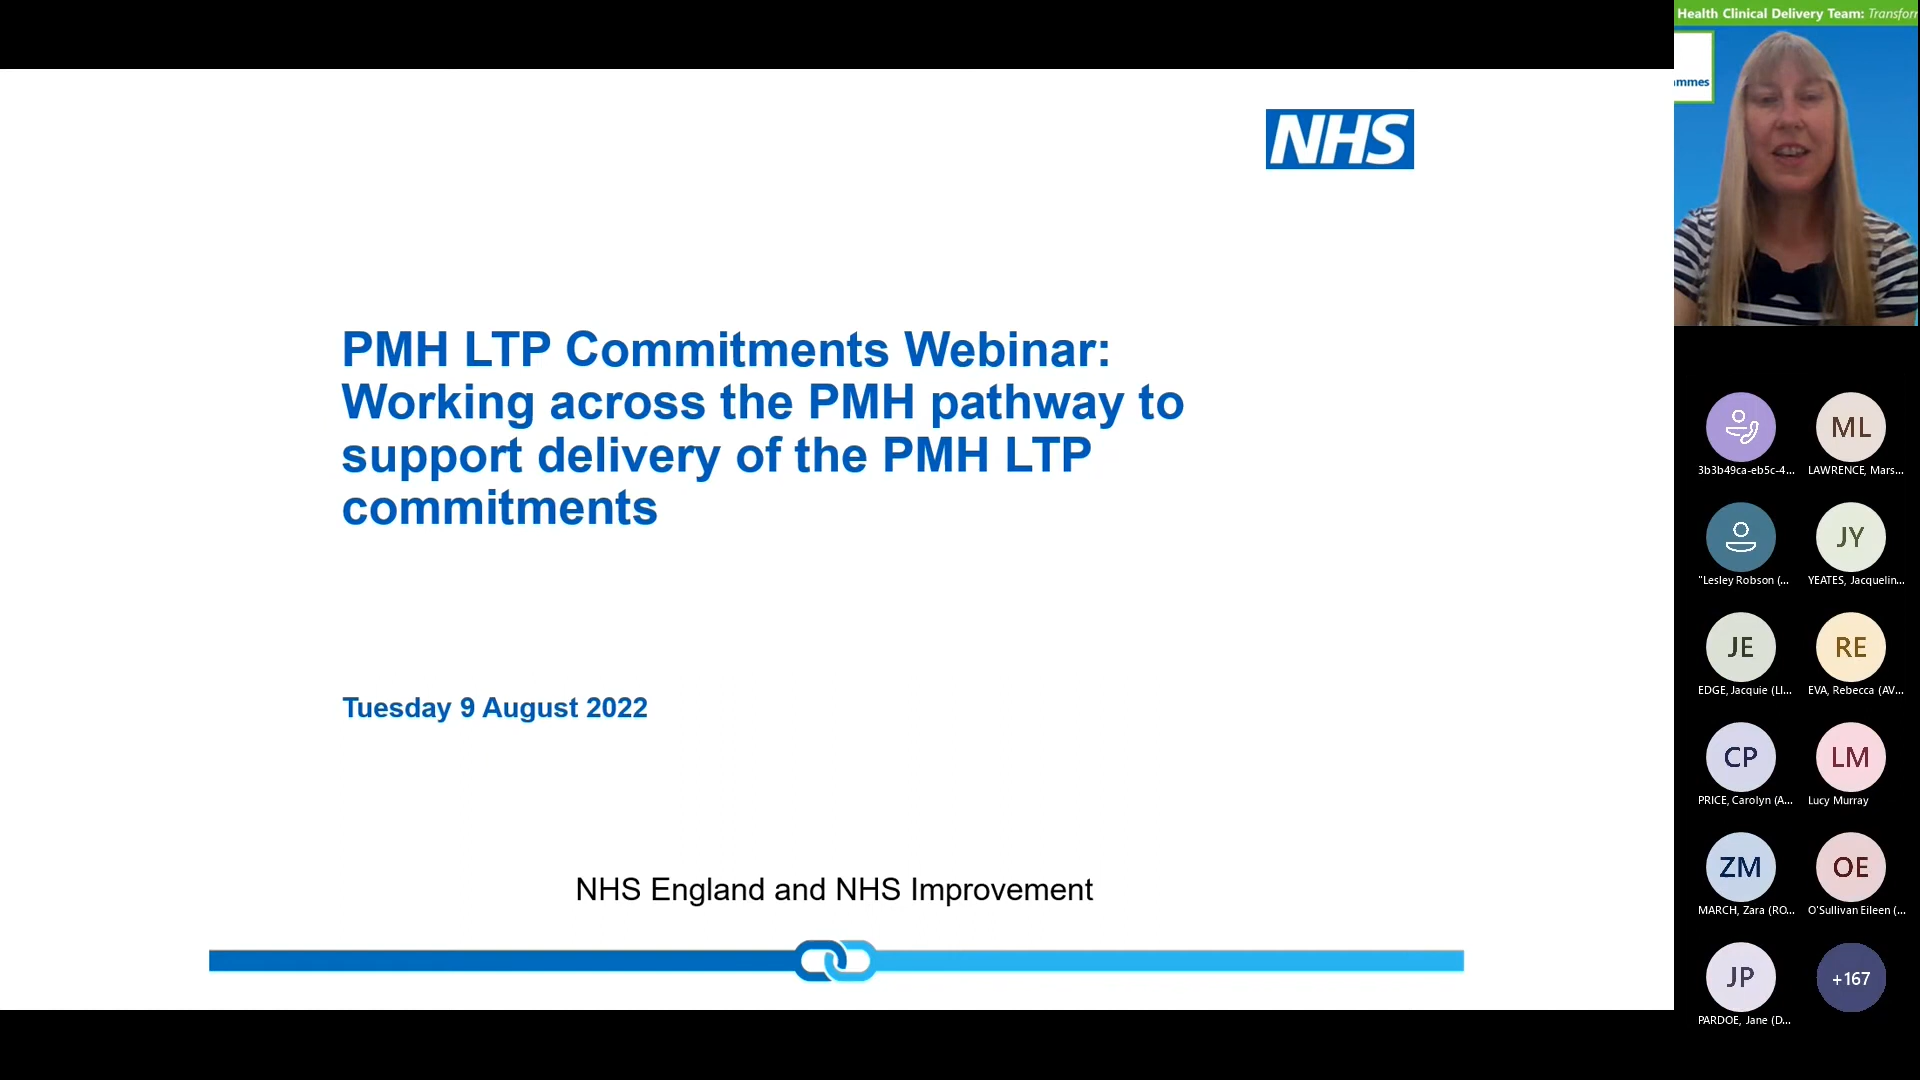 NHS
PMH LTP Commitments Webinar:
Working across the PMH pathway to
support delivery of the PMH LTP
commitments
Tuesday 9 August 2022
NHS England and NHS Improvement
Health Clinical Delivery Team: Transfor
mmes
3b3b49ca-eb5c-4...
ML
LAWRENCE, Mars...
"Lesley Robson (...
JY
YEATES, Jacquelin...
JE
EDGE, Jacquie (LI...
RE
EVA, Rebecca (AV...
CP
PRICE, Carolyn (A...
LM
Lucy Murray
ZM
MARCH, Zara (RO...
OE
O'Sullivan Eileen (...
JP
PARDOE, Jane (D...
+167